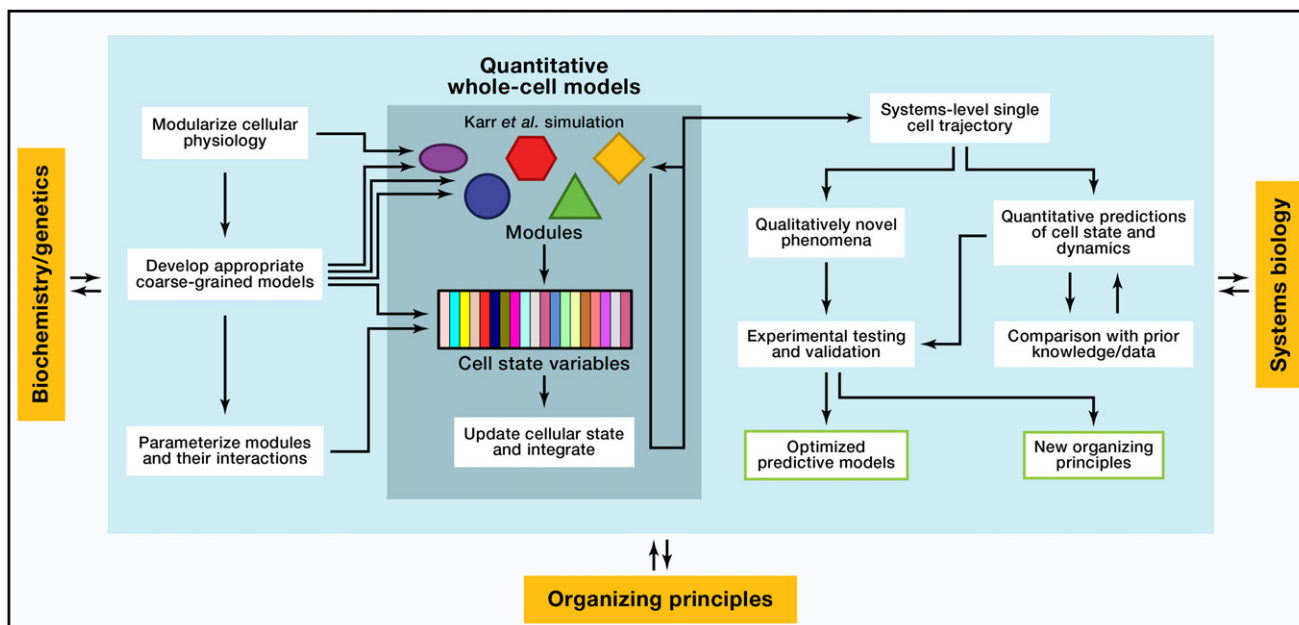 Quantitative
whole-cell models
Karr et al. simulation
Modules
Cell state variables
Update cellular state
and integrate
Biochemistry/genetics
Modularize cellular
physiology
Develop appropriate
coarse-grained models
Parameterize modules
and their interactions
Systems-level single
cell trajectory
Qualitatively novel
phenomena
Quantitative predictions
of cell state and
dynamics
Experimental testing
and validation
Comparison with prior
knowledge/data
Optimized
predictive models
New organizing
principles
Systems biology
Organizing principles